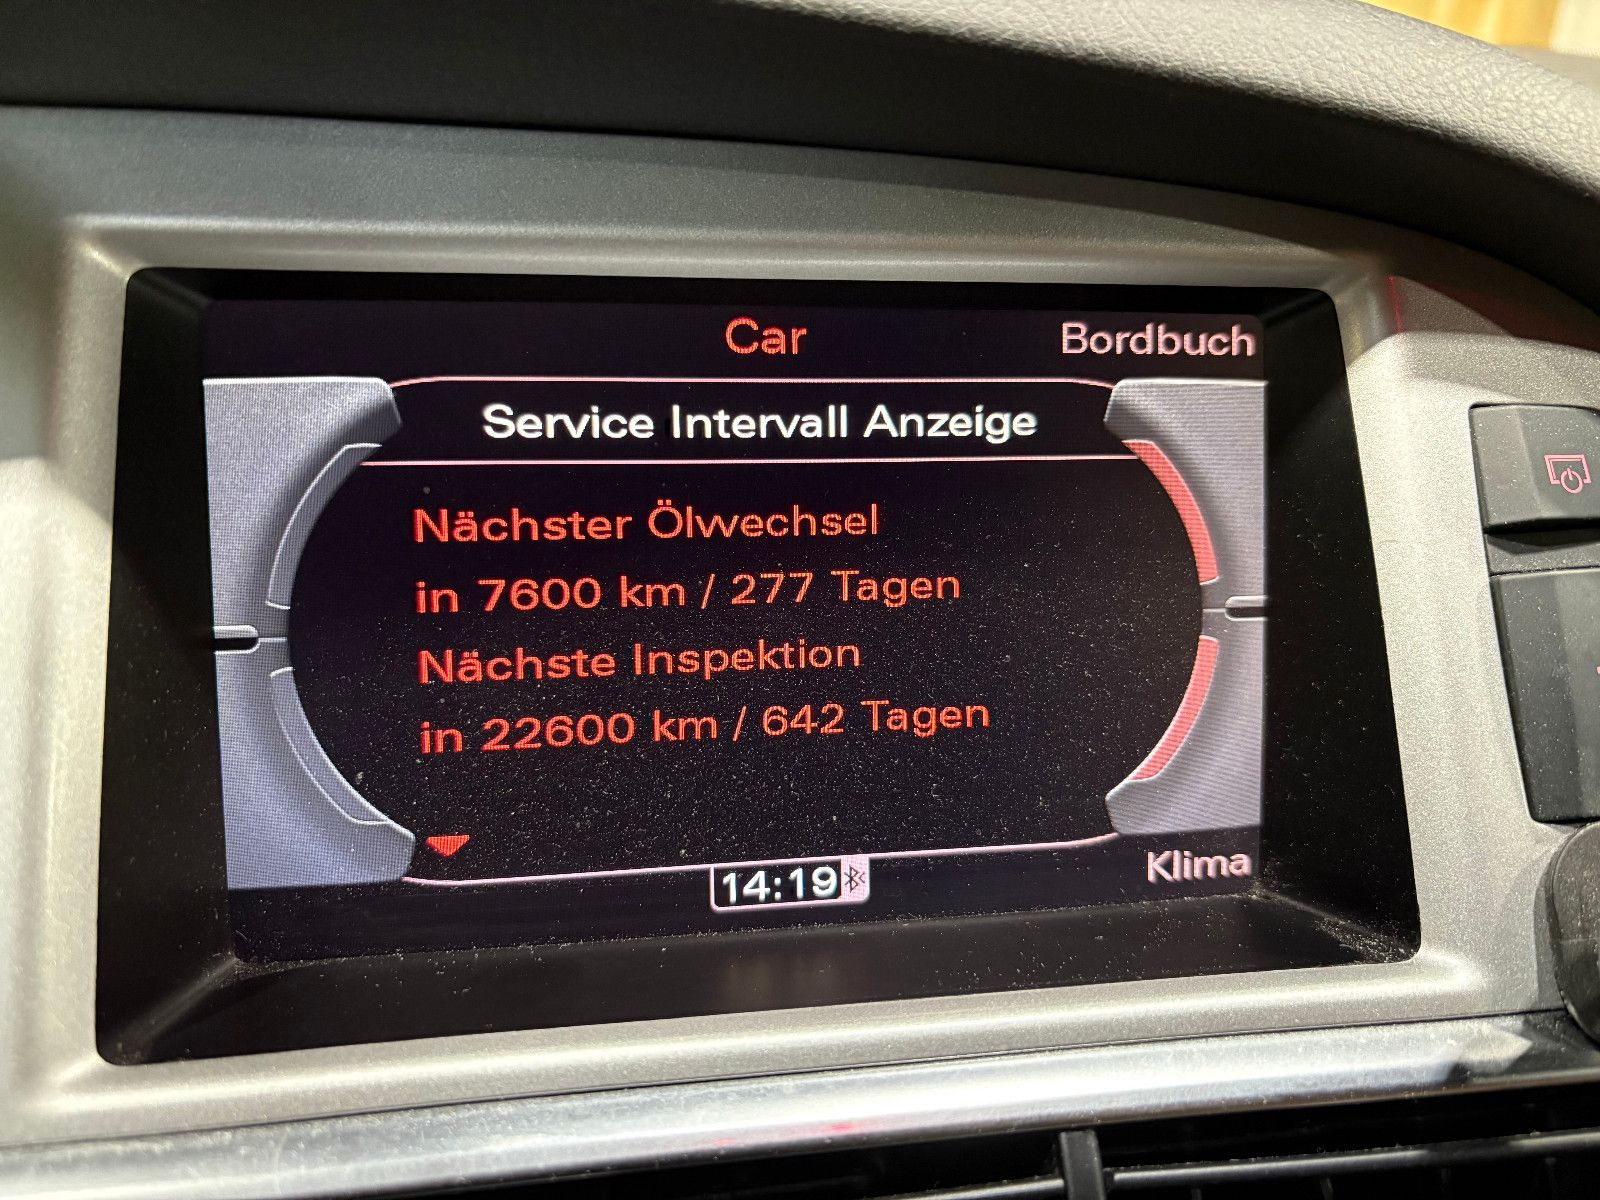 Car
Bordbuch
Service Intervall Anzeige
Nächster Ölwechsel
in 7600 km / 277 Tagen
Nächste Inspektion
in 22600 km / 642 Tagen
14:19
Klima